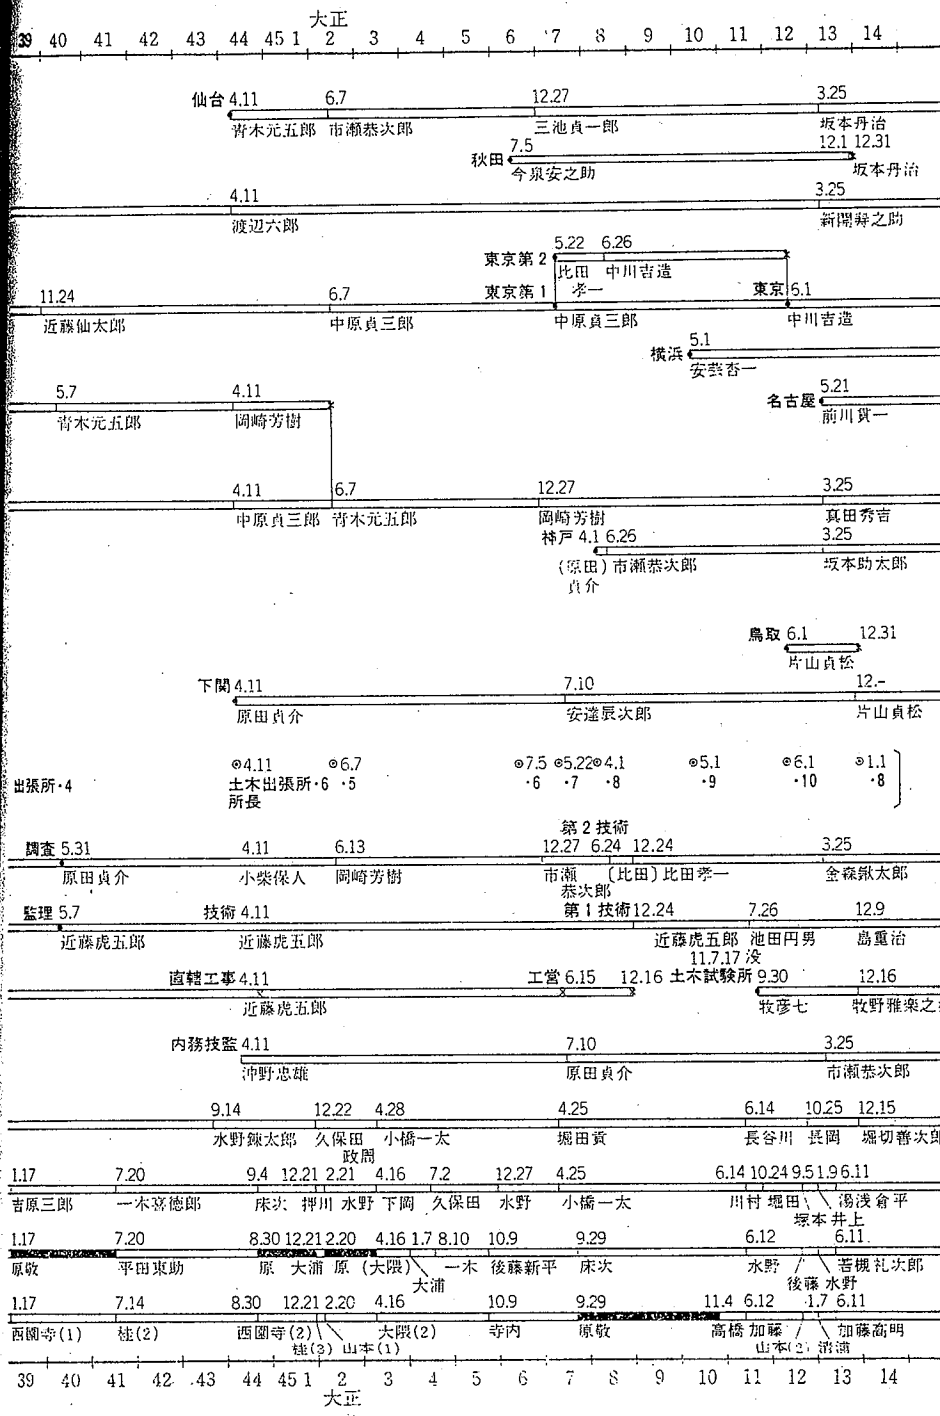 大正
39 40 41 42 43 44 45 1 2 3 4 5 6 7 8 9 10 11 12 13 14
仙台 4.11 6.7 12.27 3.25
青木元五郎 市瀬恭次郎 三池貞一郎 坂本丹治
秋田 7.5 12.1 12.31
今泉安之助 坂本丹治
4.11 3.25
渡辺六郎 新開寿之助
東京第2 5.22 6.26
比田孝一 中川吉造
東京第1 東京 6.1
11.24 6.7
近藤仙太郎 中原貞三郎 中原貞三郎 中川吉造
横浜 5.1
安芸杏一
名古屋 5.21
前川貫一
5.7 4.11
青木元五郎 岡崎芳樹
4.11 6.7 12.27 3.25
中原貞三郎 青木元五郎 岡崎芳樹 真田秀吉
神戸 4.1 6.26 3.25
(原田)貞介 市瀬恭次郎 坂本助太郎
鳥取 6.1 12.31
片山貞松
下関 4.11 7.10 12.-
原田貞介 安達辰次郎 片山貞松
⊙4.11 ⊙6.7 ⊙7.5 ⊙5.22 ⊙4.1 ⊙5.1 ⊙6.1 ⊙1.1
出張所・4 土木出張所・6 ・5 ・6 ・7 ・8 ・9 ・10 ・8
所長
第2技術
調査 5.31 4.11 6.13 12.27 6.24 12.24 3.25
原田貞介 小柴保人 岡崎芳樹 市瀬恭次郎 (比田) 比田孝一 金森鍬太郎
監理 5.7 技術 4.11 第1技術 12.24 7.26 12.9
近藤虎五郎 近藤虎五郎 近藤虎五郎 池田円男 島重治
11.7.17 没
直轄工事 4.11 工営 6.15 12.16 土木試験所 9.30 12.16
近藤虎五郎 牧彦七 牧野雅楽之
内務技監 4.11 7.10 3.25
沖野忠雄 原田貞介 市瀬恭次郎
9.14 12.22 4.28 4.25 6.14 10.25 12.15
水野錬太郎 久保田政周 小橋一太 堀田貢 長谷川 長岡 堀切善次郎
1.17 7.20 9.4 12.21 2.21 4.16 7.2 12.27 4.25 6.14 10.24 9.5 1.9 6.11
吉原三郎 一木喜徳郎 床次 押川 水野 下岡 久保田 水野 小橋一太 川村 堀田 湯浅倉平
塚本 井上
1.17 7.20 8.30 12.21 2.20 4.16 1.7 8.10 10.9 9.29 6.12 6.11
原敬 平田東助 原 大浦 原 (大隈) 一木 後藤新平 床次 水野 若槻礼次郎
大浦 後藤 水野
1.17 7.14 8.30 12.21 2.20 4.16 10.9 9.29 11.4 6.12 1.7 6.11
西園寺(1) 桂(2) 西園寺(2) 大隈(2) 寺内 原敬 高橋 加藤 加藤高明
桂(3) 山本(1) 山本(2) 清浦
39 40 41 42 43 44 45 1 2 3 4 5 6 7 8 9 10 11 12 13 14
大正